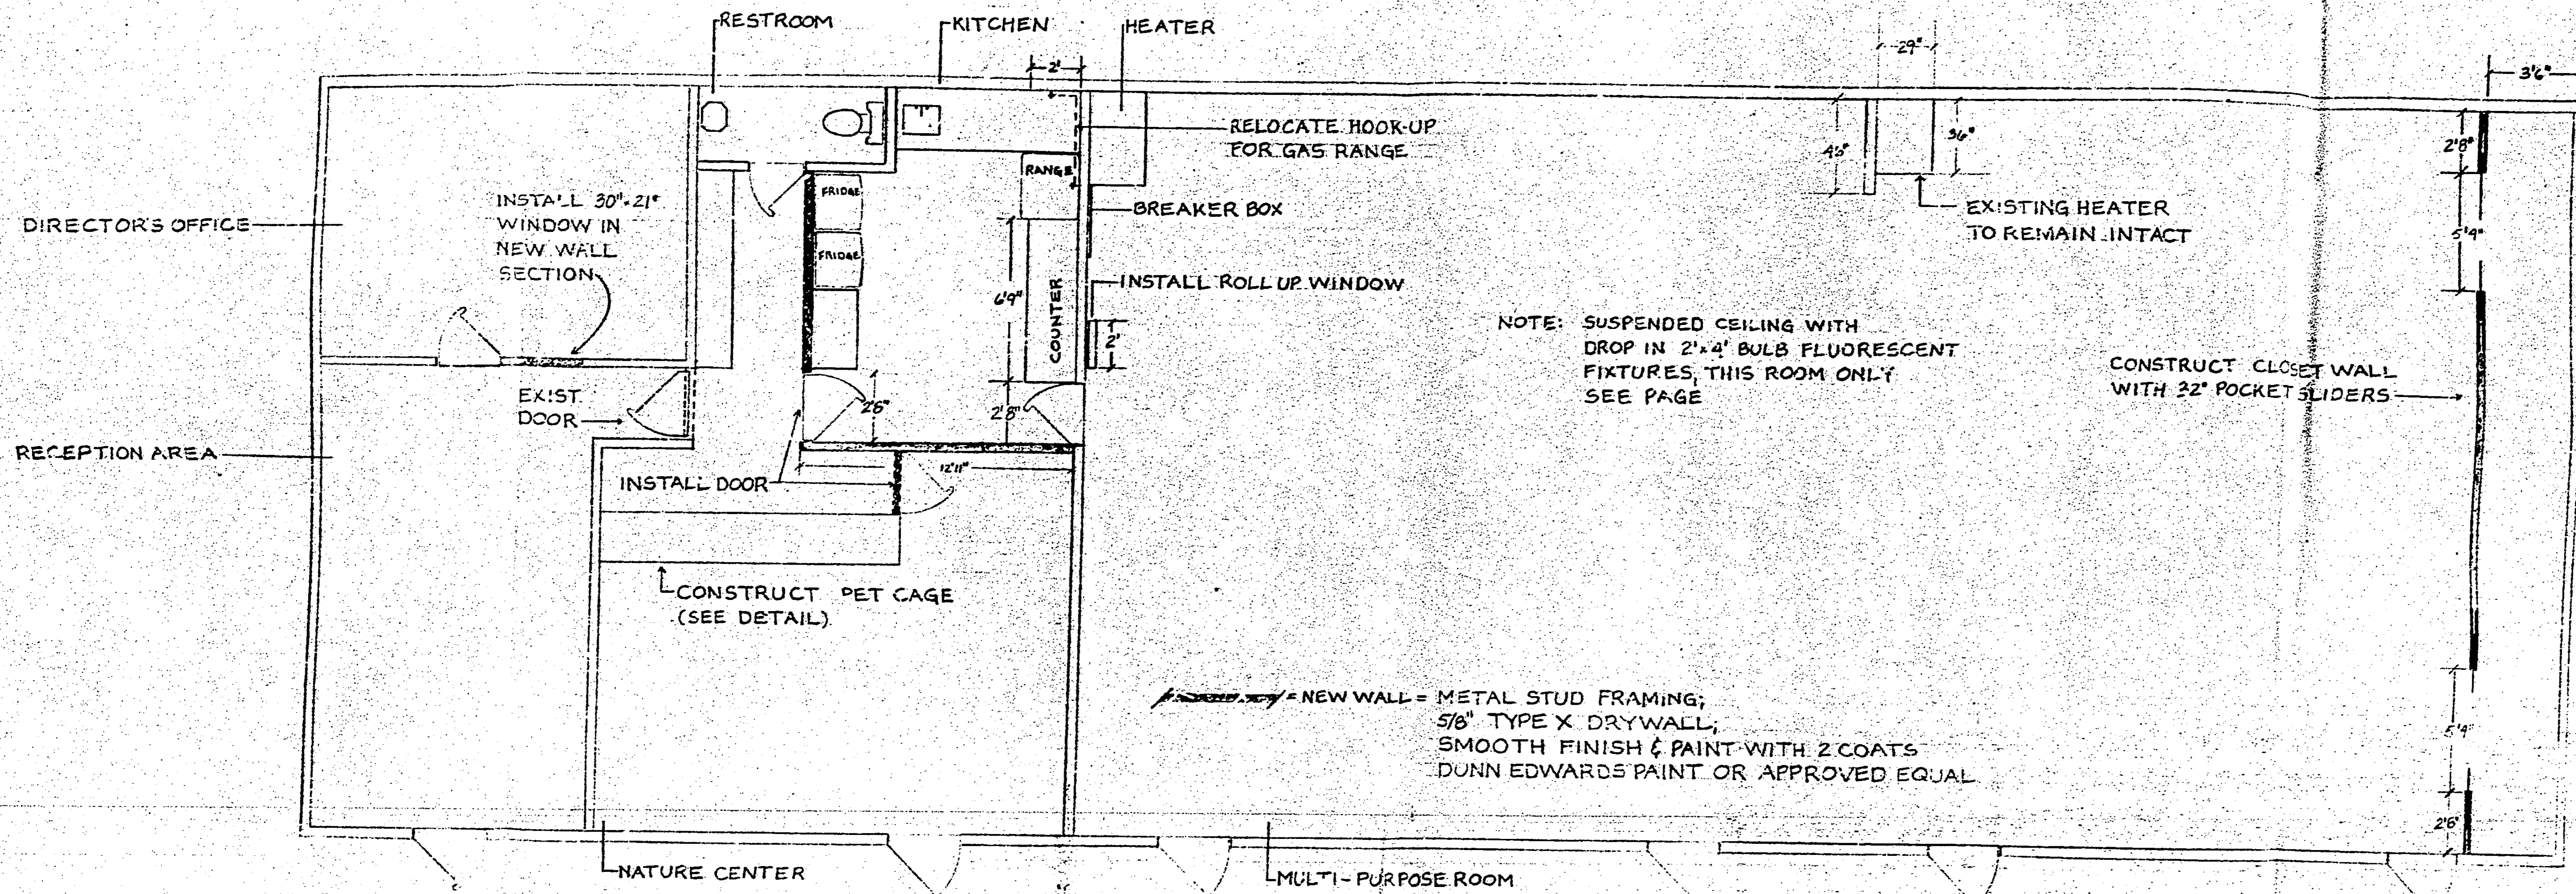 RESTROOM
KITCHEN
HEATER
29"
2'
3'6"
RELOCATE HOOK-UP
FOR GAS RANGE
RANGE
36"
2'8"
FRIDGE
INSTALL 30"x21"
WINDOW IN
NEW WALL
SECTION
DIRECTOR'S OFFICE
BREAKER BOX
EXISTING HEATER
TO REMAIN INTACT
5'4"
FRIDGE
INSTALL ROLL UP WINDOW
6'9"
COUNTER
2'
NOTE: SUSPENDED CEILING WITH
DROP IN 2'x4' BULB FLUORESCENT
FIXTURES, THIS ROOM ONLY
SEE PAGE
CONSTRUCT CLOSET WALL
WITH 32" POCKET SLIDERS
EXIST.
DOOR
2'6"
2'8"
RECEPTION AREA
12'11"
INSTALL DOOR
CONSTRUCT PET CAGE
(SEE DETAIL)
= NEW WALL = METAL STUD FRAMING;
5/8" TYPE X DRYWALL;
SMOOTH FINISH & PAINT WITH 2 COATS
DUNN EDWARDS PAINT OR APPROVED EQUAL
5'4"
2'6"
NATURE CENTER
MULTI-PURPOSE ROOM